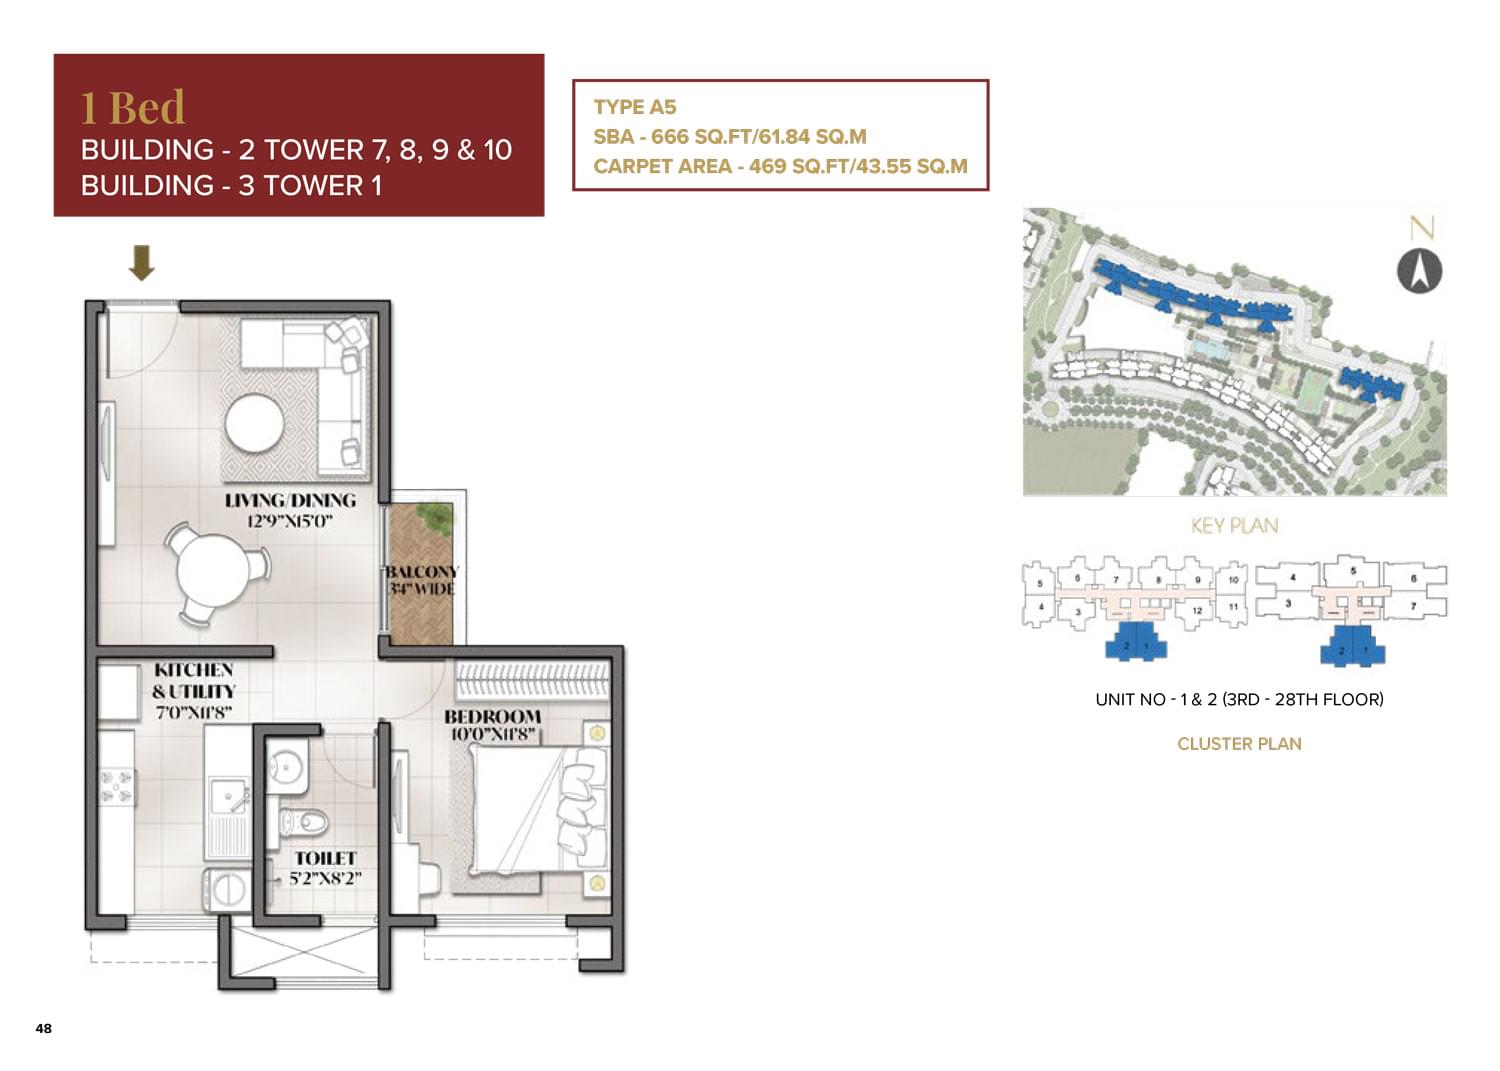 1 Bed
BUILDING - 2 TOWER 7, 8, 9 & 10
BUILDING - 3 TOWER 1
TYPE A5
SBA - 666 SQ.FT/61.84 SQ.M
CARPET AREA - 469 SQ.FT/43.55 SQ.M
LIVING/DINING
12'9"X15'0"
BALCONY
3'4" WIDE
KITCHEN
& UTILITY
7'0"X11'8"
BEDROOM
10'0"X11'8"
TOILET
5'2"X8'2"
N
KEY PLAN
5 6 7 8 9 10
4 3 12 11
2 1
4 5 6
3 7
2 1
UNIT NO - 1 & 2 (3RD - 28TH FLOOR)
CLUSTER PLAN
48